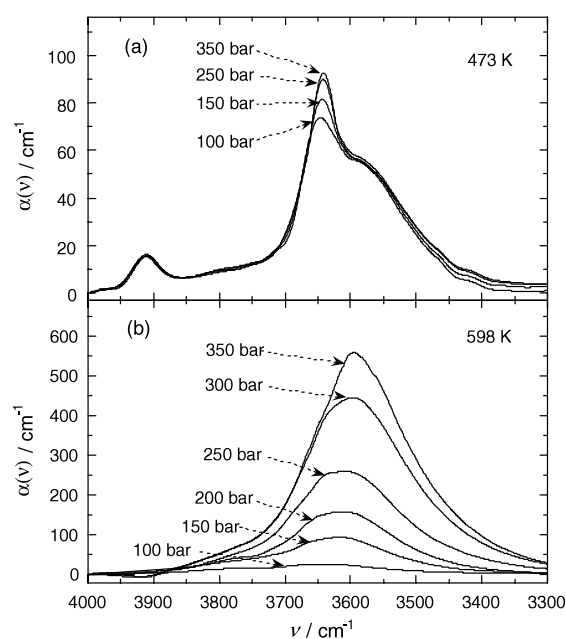 (a)
473 K
350 bar
250 bar
150 bar
100 bar
100
80
60
40
20
0
α(ν) / cm⁻¹
(b)
598 K
350 bar
300 bar
250 bar
200 bar
150 bar
100 bar
600
500
400
300
200
100
0
α(ν) / cm⁻¹
4000 3900 3800 3700 3600 3500 3400 3300
ν / cm⁻¹